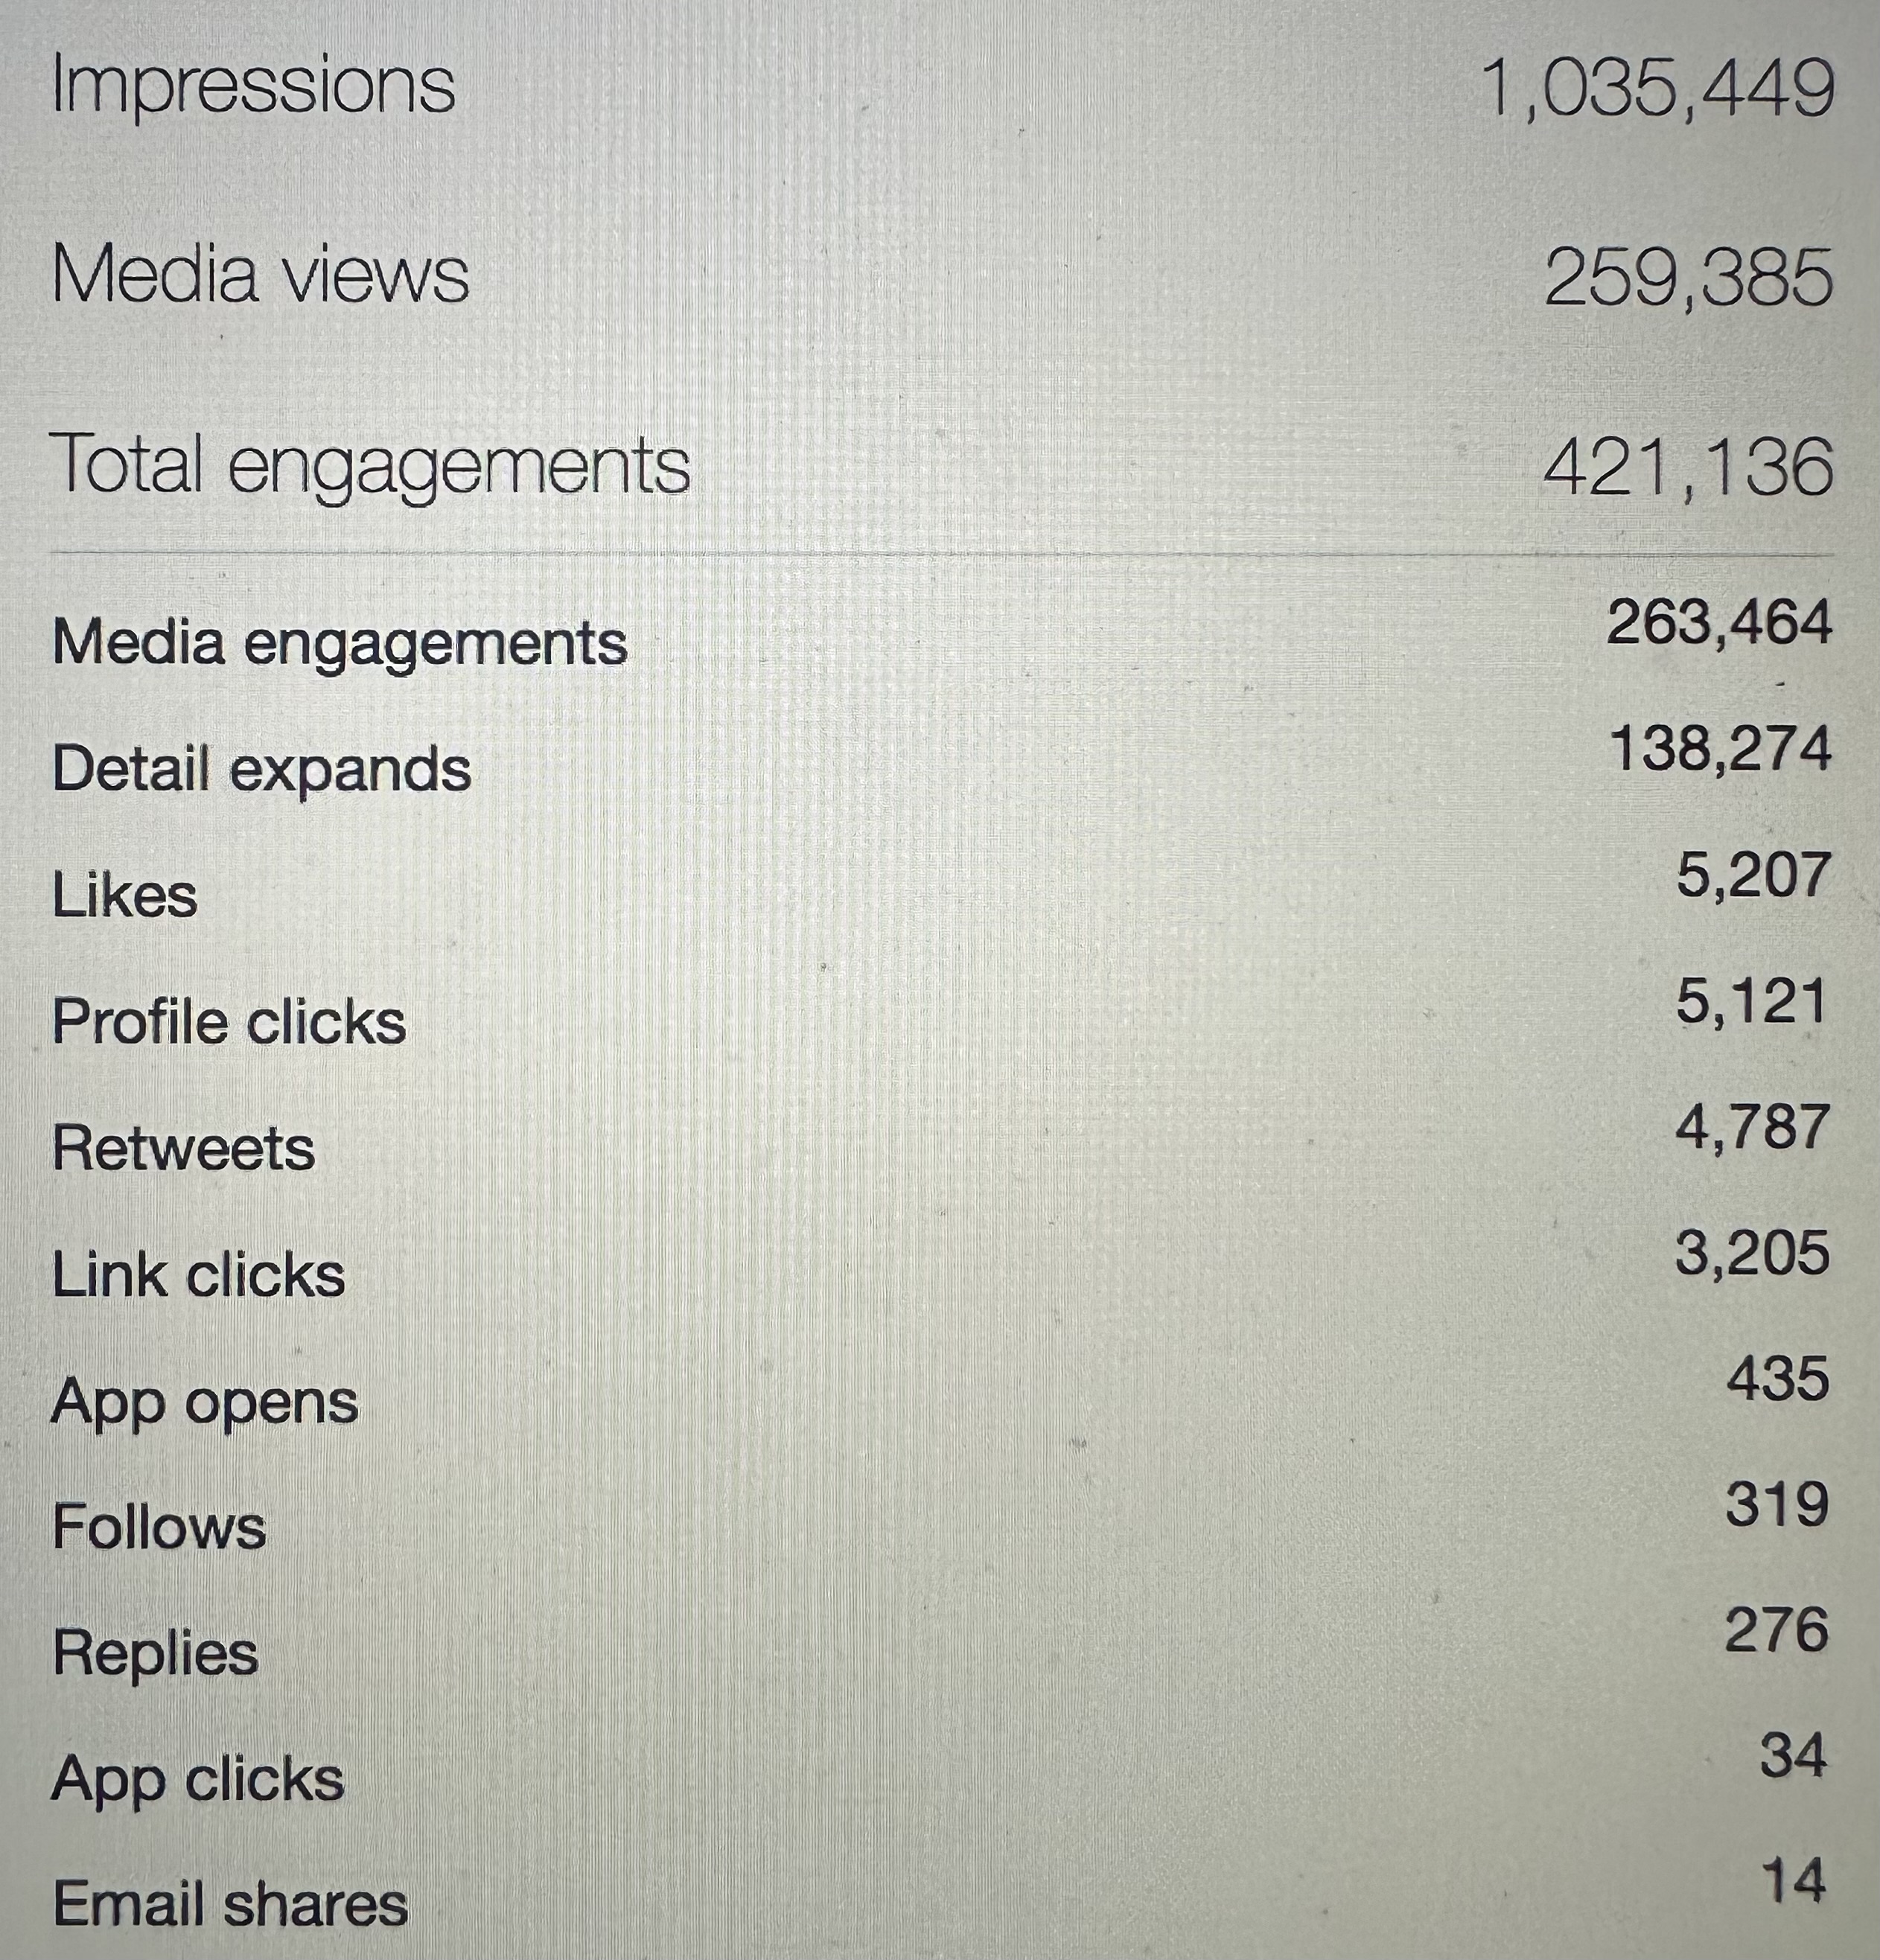 Impressions 1,035,449
Media views 259,385
Total engagements 421,136
Media engagements 263,464
Detail expands 138,274
Likes 5,207
Profile clicks 5,121
Retweets 4,787
Link clicks 3,205
App opens 435
Follows 319
Replies 276
App clicks 34
Email shares 14